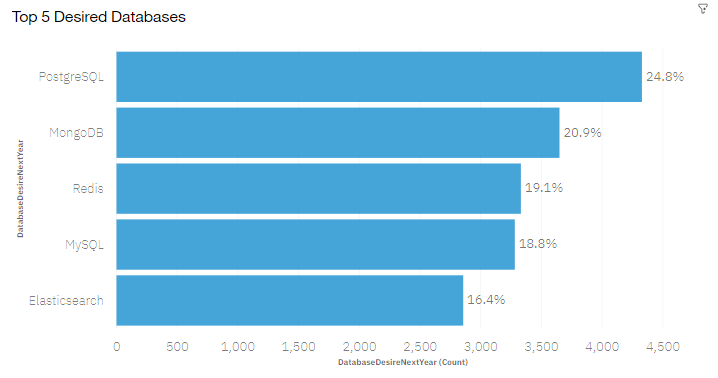 Top 5 Desired Databases
DatabaseDesireNextYear
PostgreSQL 24.8%
MongoDB 20.9%
Redis 19.1%
MySQL 18.8%
Elasticsearch 16.4%
0 500 1,000 1,500 2,000 2,500 3,000 3,500 4,000 4,500
DatabaseDesireNextYear (Count)